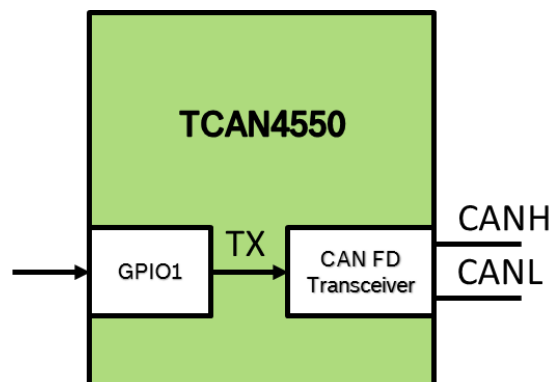 TCAN4550
CANH
TX
GPIO1
CAN FD
Transceiver
CANL